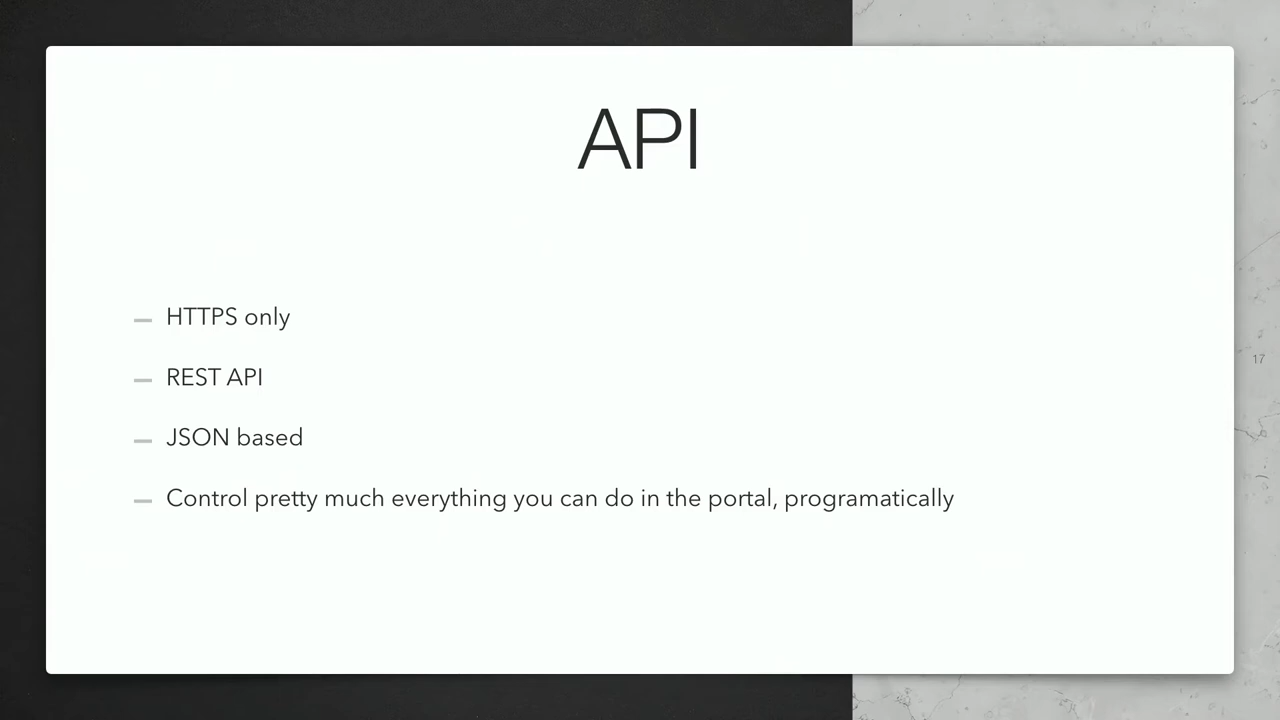 API
HTTPS only
REST API
17
JSON based
Control pretty much everything you can do in the portal, programatically